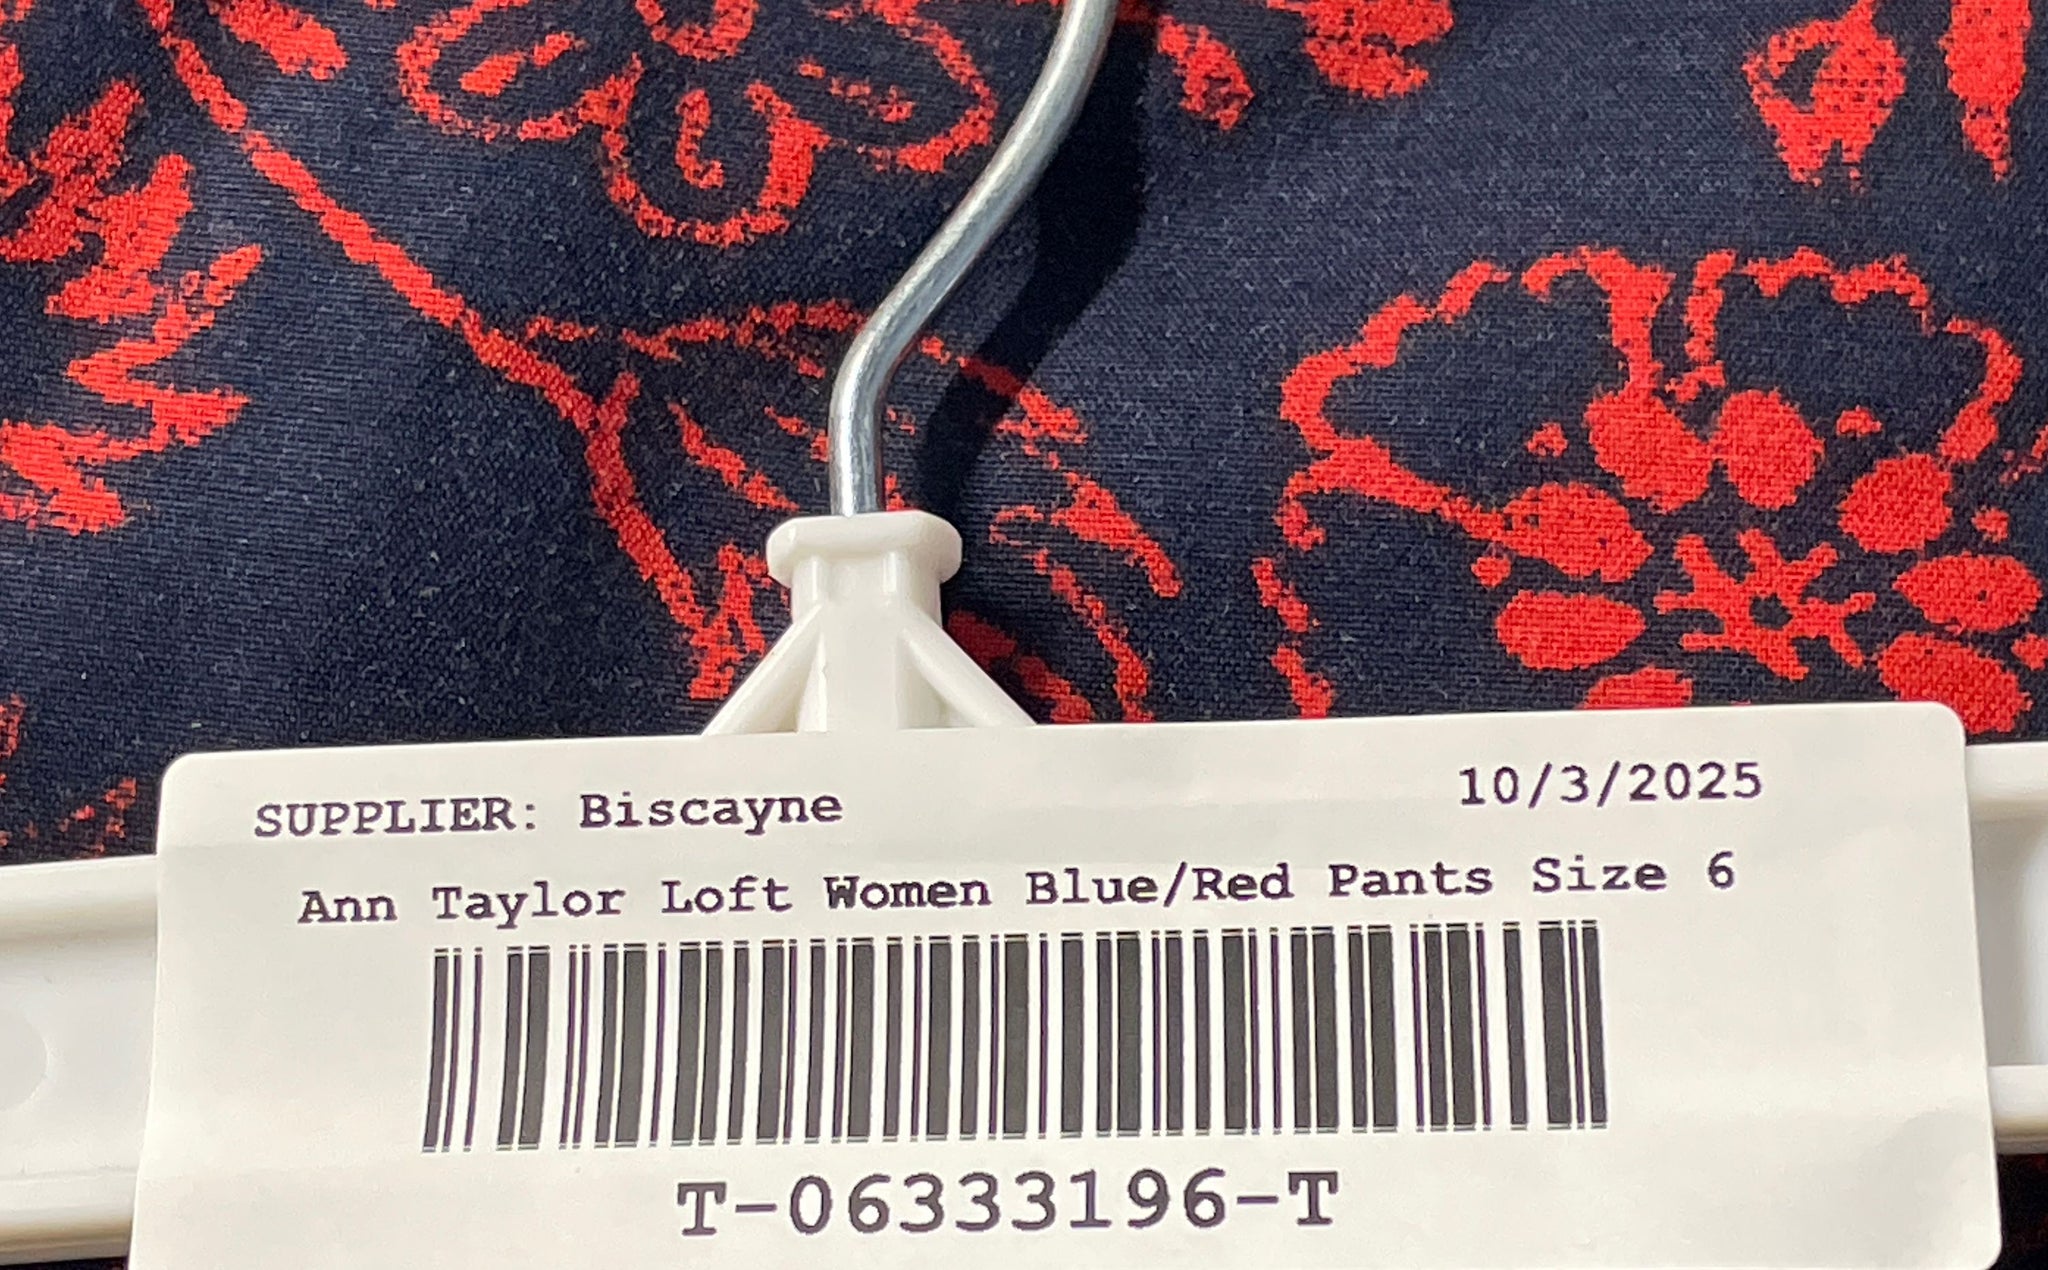 SUPPLIER: Biscayne 10/3/2025
Ann Taylor Loft Women Blue/Red Pants Size 6
T-06333196-T